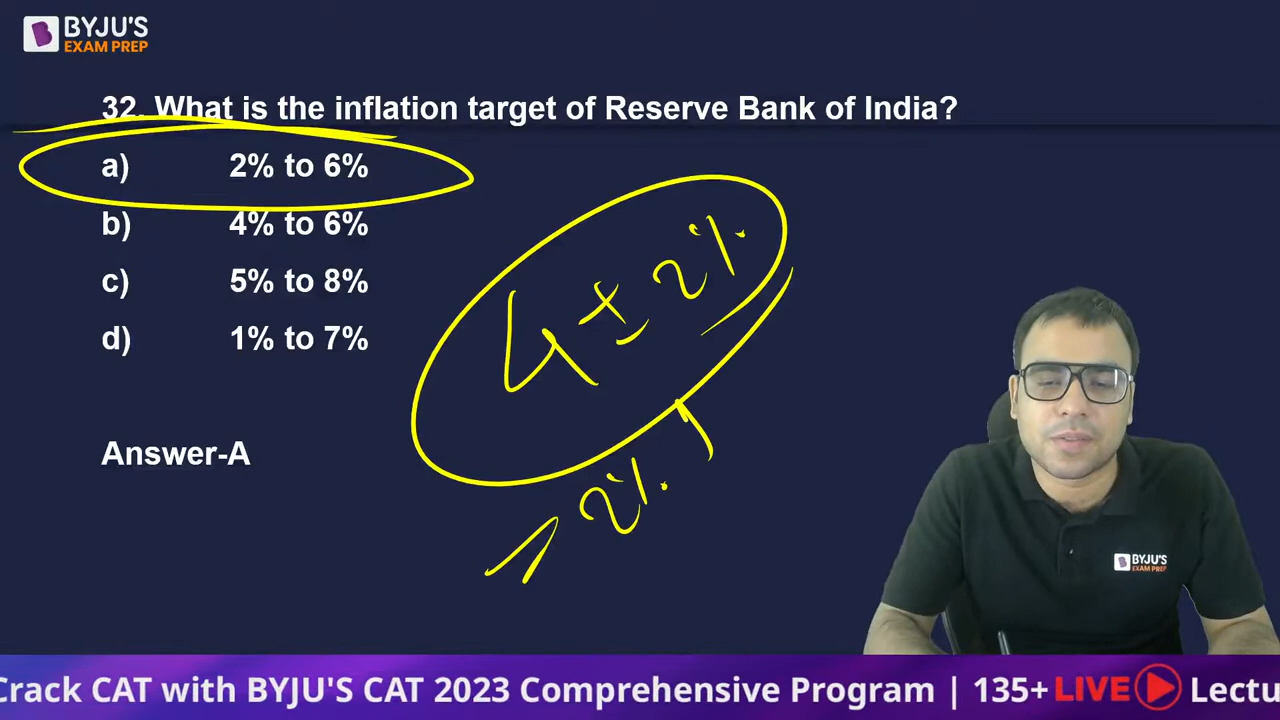 BYJU'S
EXAM PREP
32. What is the inflation target of Reserve Bank of India?
a) 2% to 6%
b) 4% to 6%
c) 5% to 8%
d) 1% to 7%
4 ± 2%
2%
Answer-A
BYJU'S
EXAM PREP
Crack CAT with BYJU'S CAT 2023 Comprehensive Program | 135+ LIVE Lectu